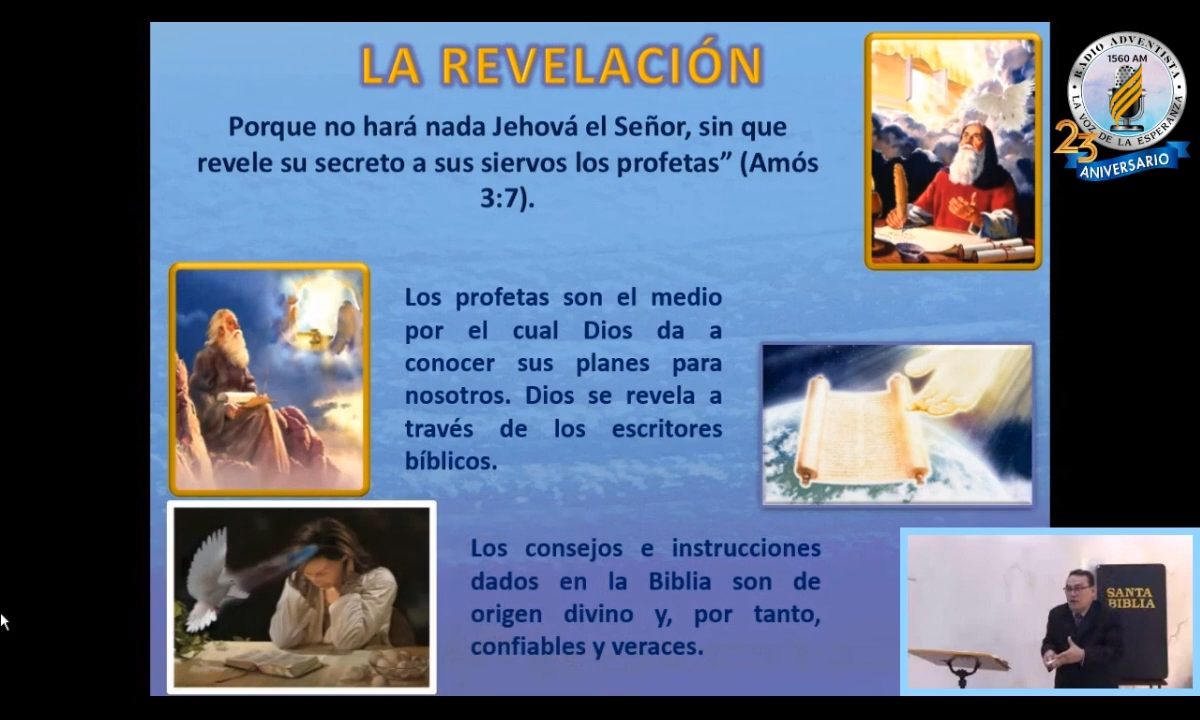 LA REVELACIÓN
Porque no hará nada Jehová el Señor, sin que
revele su secreto a sus siervos los profetas” (Amós
3:7).
Los profetas son el medio
por el cual Dios da a
conocer sus planes para
nosotros. Dios se revela a
través de los escritores
bíblicos.
Los consejos e instrucciones
dados en la Biblia son de
origen divino y, por tanto,
confiables y veraces.
RADIO ADVENTISTA
1560 AM
LA VOZ DE LA ESPERANZA
23
ANIVERSARIO
SANTA
BIBLIA